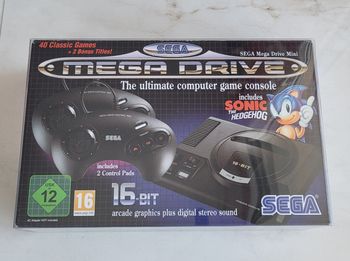 40 Classic Games
+ 2 Bonus Titles!
SEGA
SEGA Mega Drive Mini
MEGA DRIVE
The ultimate computer game console
includes
SONIC
THE HEDGEHOG
SEGA
16-BIT
includes
2 Control Pads
USK
12
16
16-BIT
arcade graphics plus digital stereo sound
SEGA